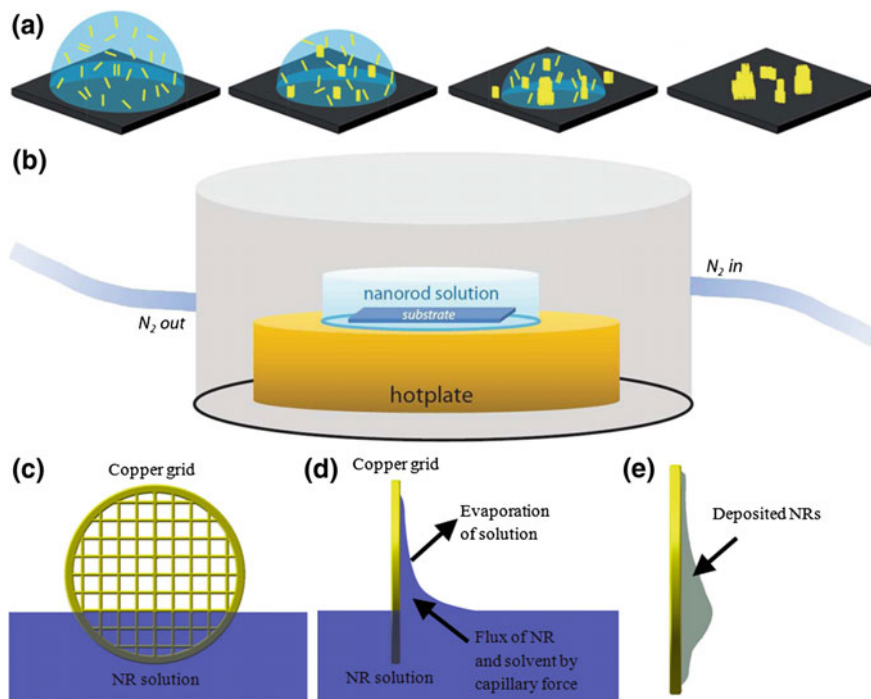 (a)
(b)
N₂ in
nanorod solution
substrate
N₂ out
hotplate
(c)
Copper grid
NR solution
(d)
Copper grid
Evaporation
of solution
Flux of NR
and solvent by
capillary force
NR solution
(e)
Deposited NRs